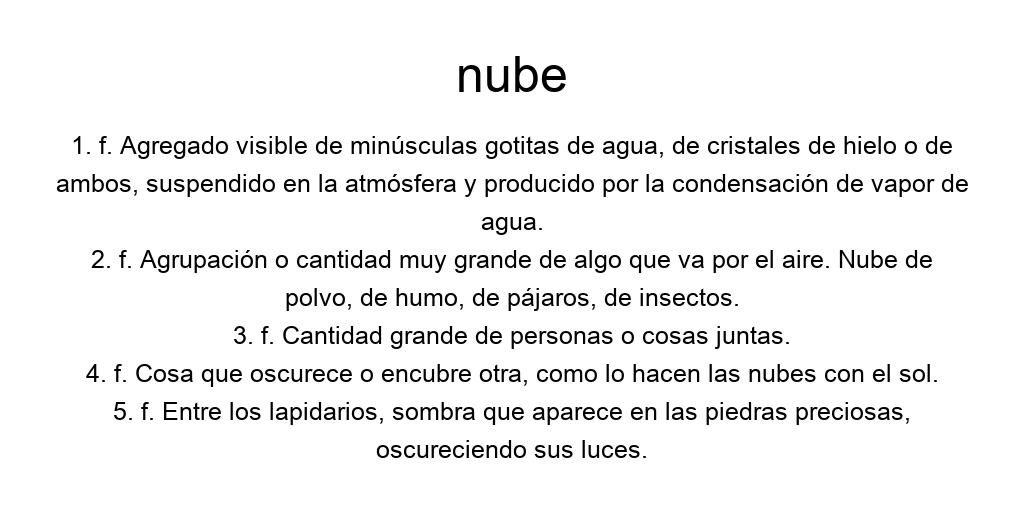 nube
1. f. Agregado visible de minúsculas gotitas de agua, de cristales de hielo o de
ambos, suspendido en la atmósfera y producido por la condensación de vapor de
agua.
2. f. Agrupación o cantidad muy grande de algo que va por el aire. Nube de
polvo, de humo, de pájaros, de insectos.
3. f. Cantidad grande de personas o cosas juntas.
4. f. Cosa que oscurece o encubre otra, como lo hacen las nubes con el sol.
5. f. Entre los lapidarios, sombra que aparece en las piedras preciosas,
oscureciendo sus luces.